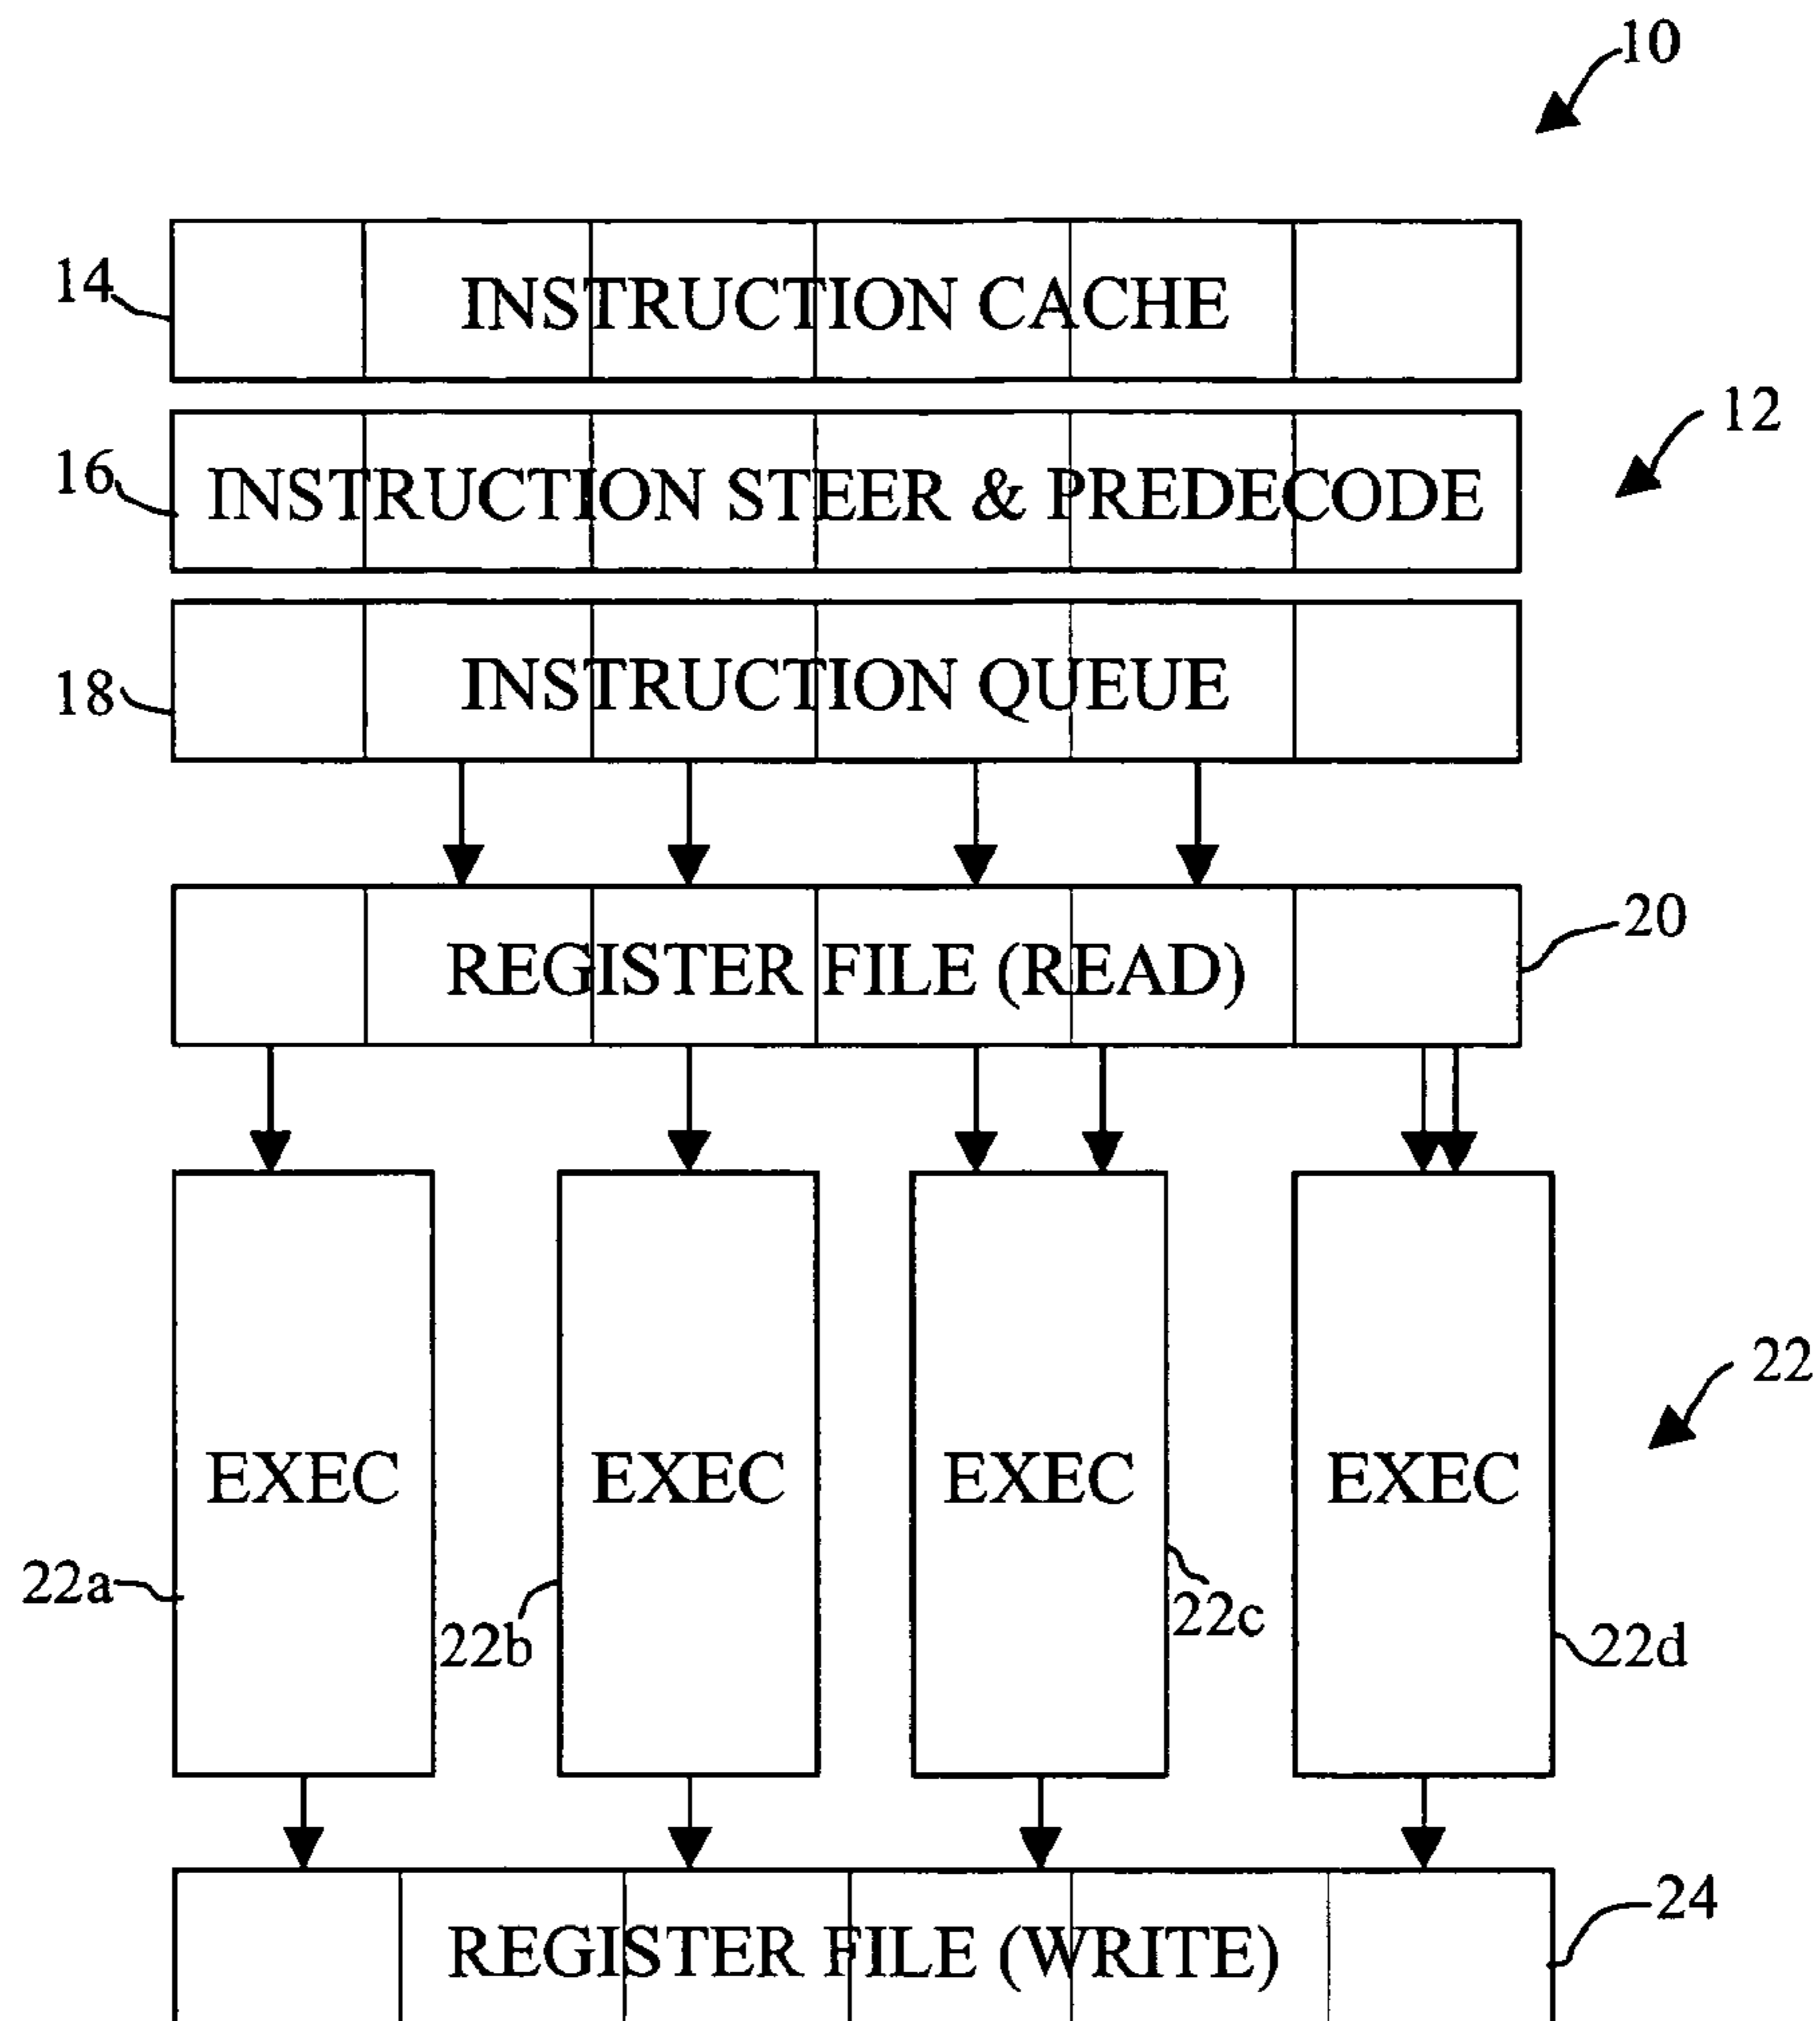 10
14
INSTRUCTION CACHE
12
16
INSTRUCTION STEER & PREDECODE
18
INSTRUCTION QUEUE
20
REGISTER FILE (READ)
22
EXEC EXEC EXEC EXEC
22a
22b
22c
22d
24
REGISTER FILE (WRITE)